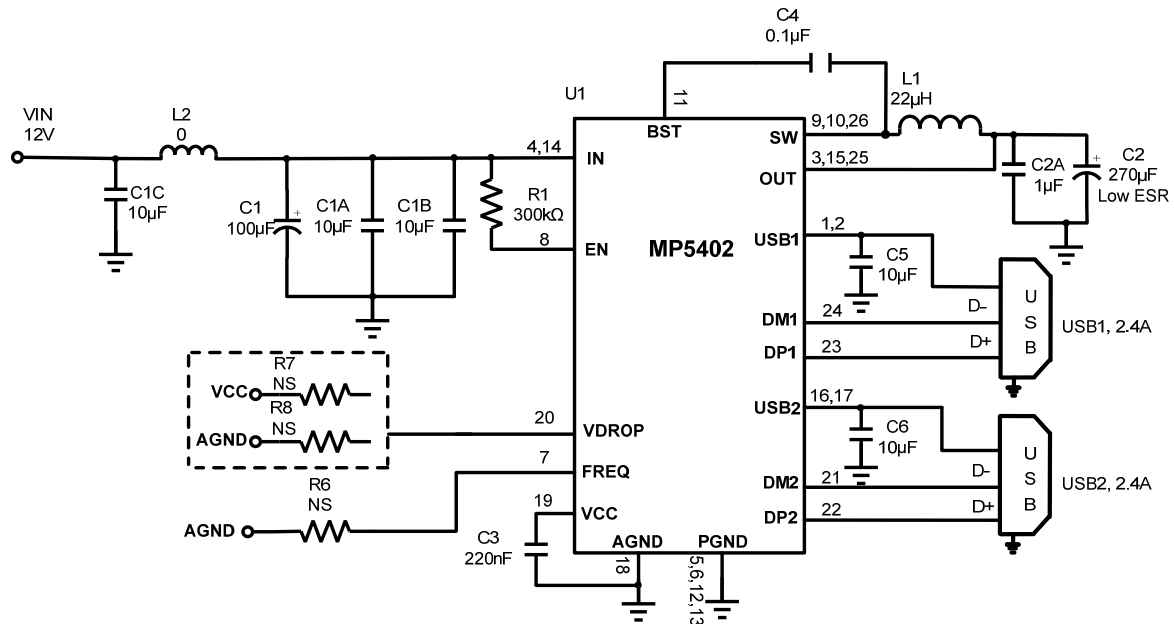 C4
0.1µF
U1
11
L1
22µH
VIN
12V
L2
0
BST
9,10,26
SW
4,14
IN
3,15,25
OUT
C1C
10µF
C1
100µF
+
C1A
10µF
C1B
10µF
R1
300kΩ
8
EN
C2A
1µF
+
C2
270µF
Low ESR
MP5402
USB1
1,2
C5
10µF
D-
24
DM1
D+
23
DP1
U
S
B
USB1, 2.4A
R7
NS
VCC
R8
NS
AGND
20
VDROP
16,17
USB2
C6
10µF
7
FREQ
R6
NS
AGND
D-
21
DM2
D+
22
DP2
U
S
B
USB2, 2.4A
19
VCC
C3
220nF
AGND
PGND
18
5,6,12,13